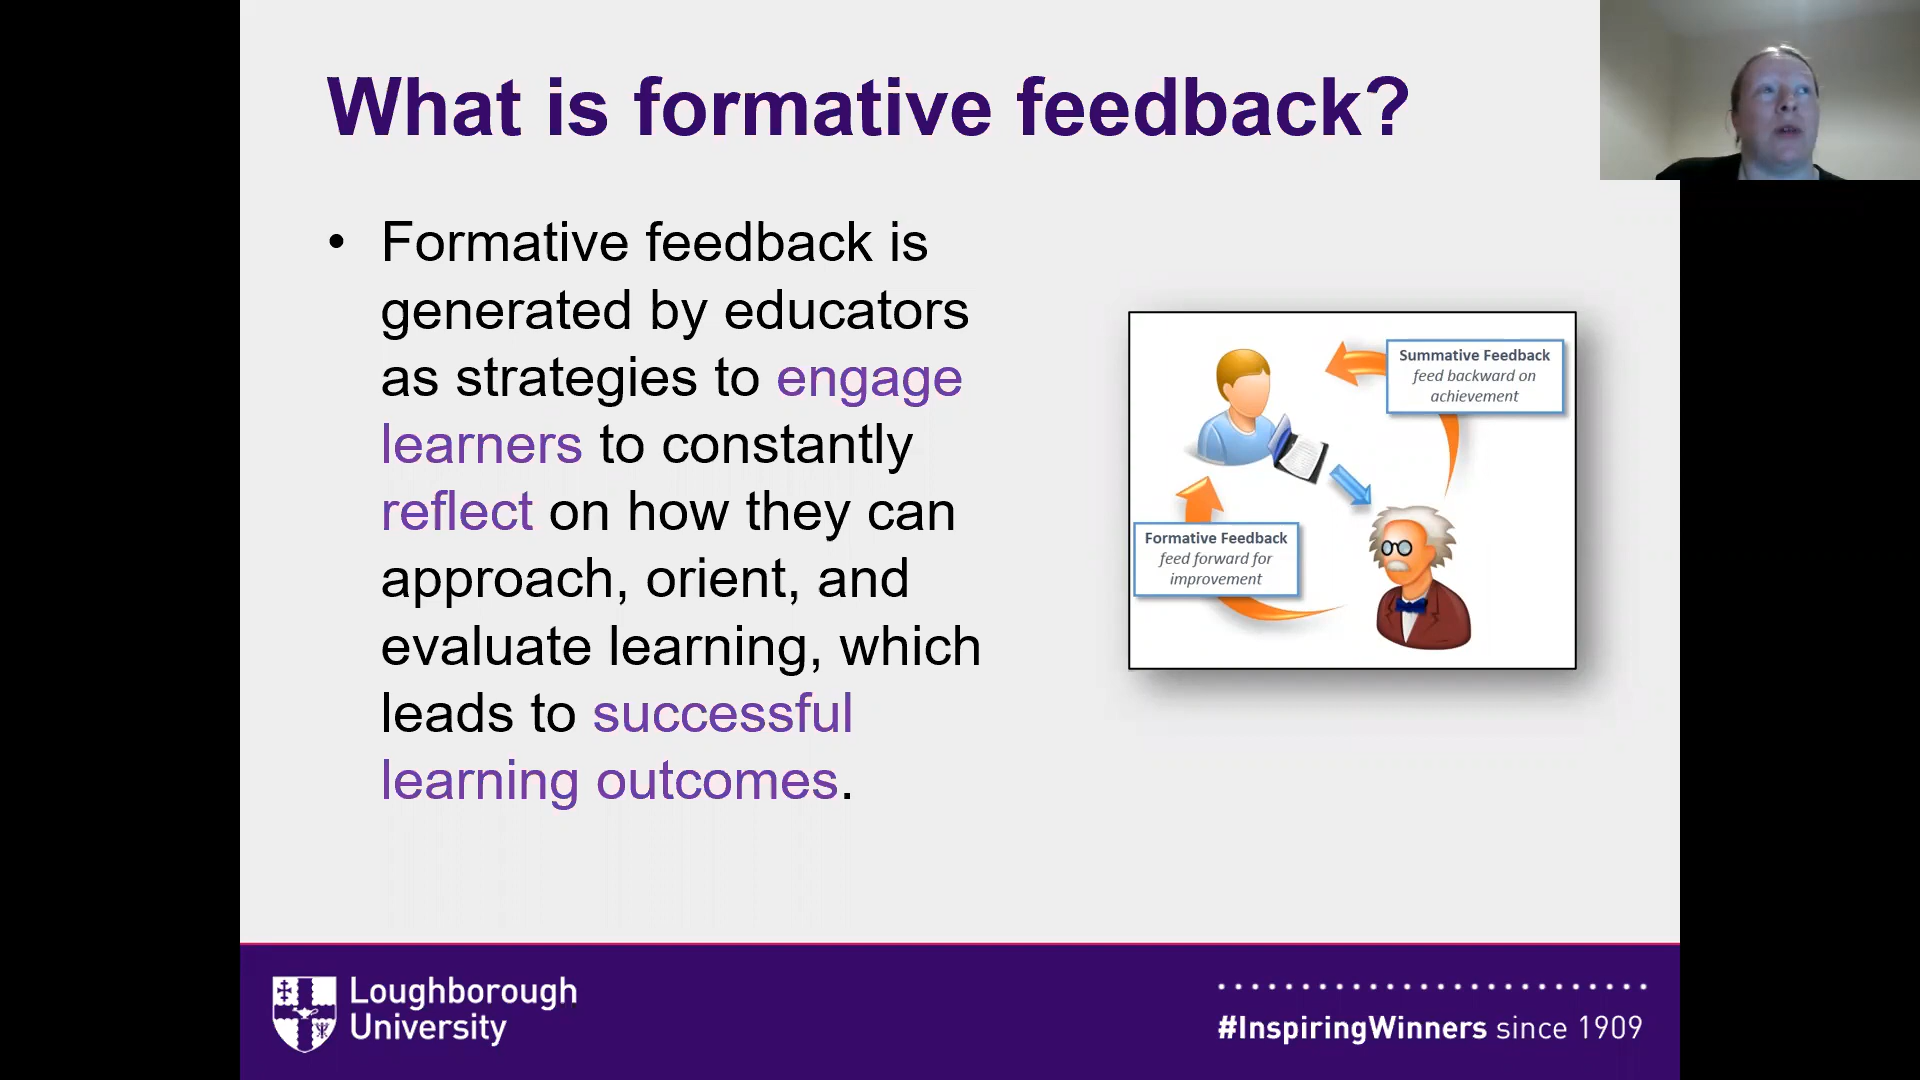 What is formative feedback?
• Formative feedback is
generated by educators
as strategies to engage
learners to constantly
reflect on how they can
approach, orient, and
evaluate learning, which
leads to successful
learning outcomes.
Summative Feedback
feed backward on
achievement
Formative Feedback
feed forward for
improvement
Loughborough
University
#InspiringWinners since 1909